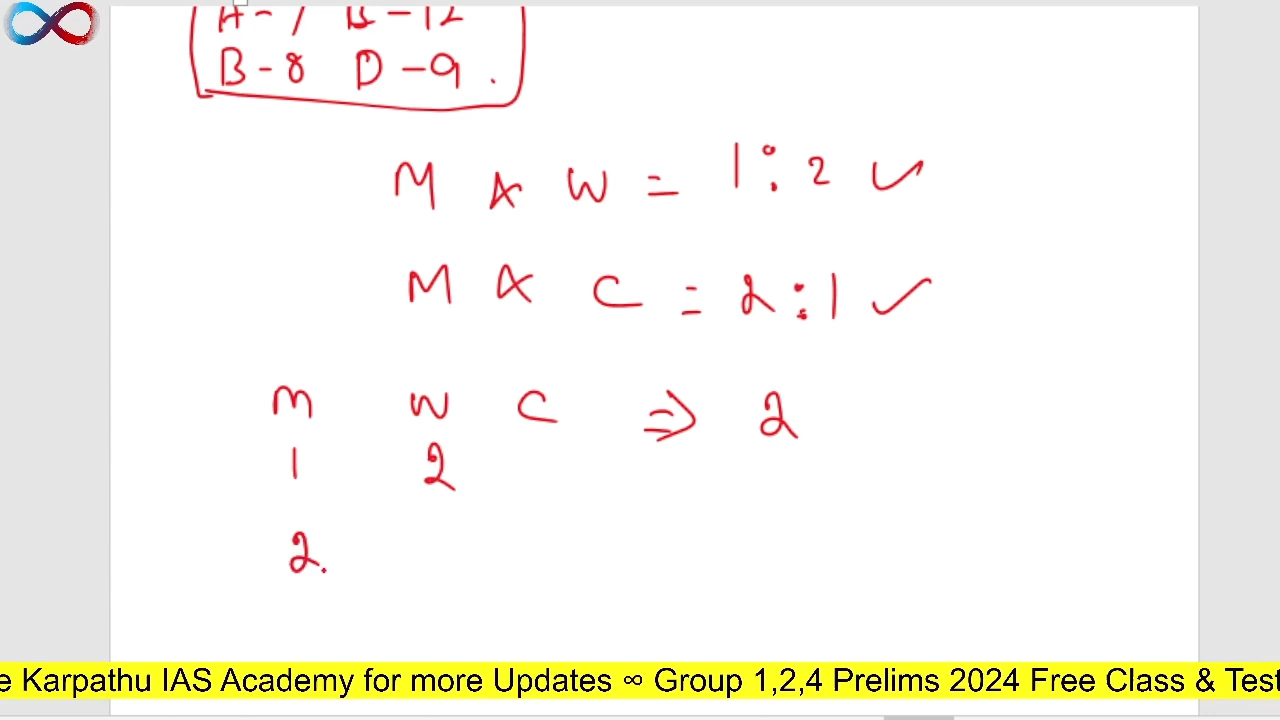 B - 8 D - 9 .
M & W = 1 : 2 ✓
M & C = 2 : 1 ✓
M W C ⇒ 2
1 2
2.
e Karpathu IAS Academy for more Updates ∞ Group 1,2,4 Prelims 2024 Free Class & Test